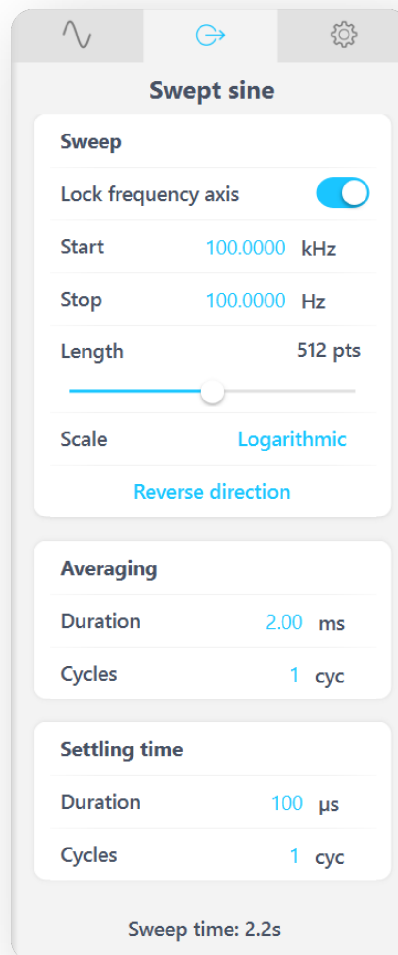 Swept sine
Sweep
Lock frequency axis
Start 100.0000 kHz
Stop 100.0000 Hz
Length 512 pts
Scale Logarithmic
Reverse direction
Averaging
Duration 2.00 ms
Cycles 1 cyc
Settling time
Duration 100 µs
Cycles 1 cyc
Sweep time: 2.2s